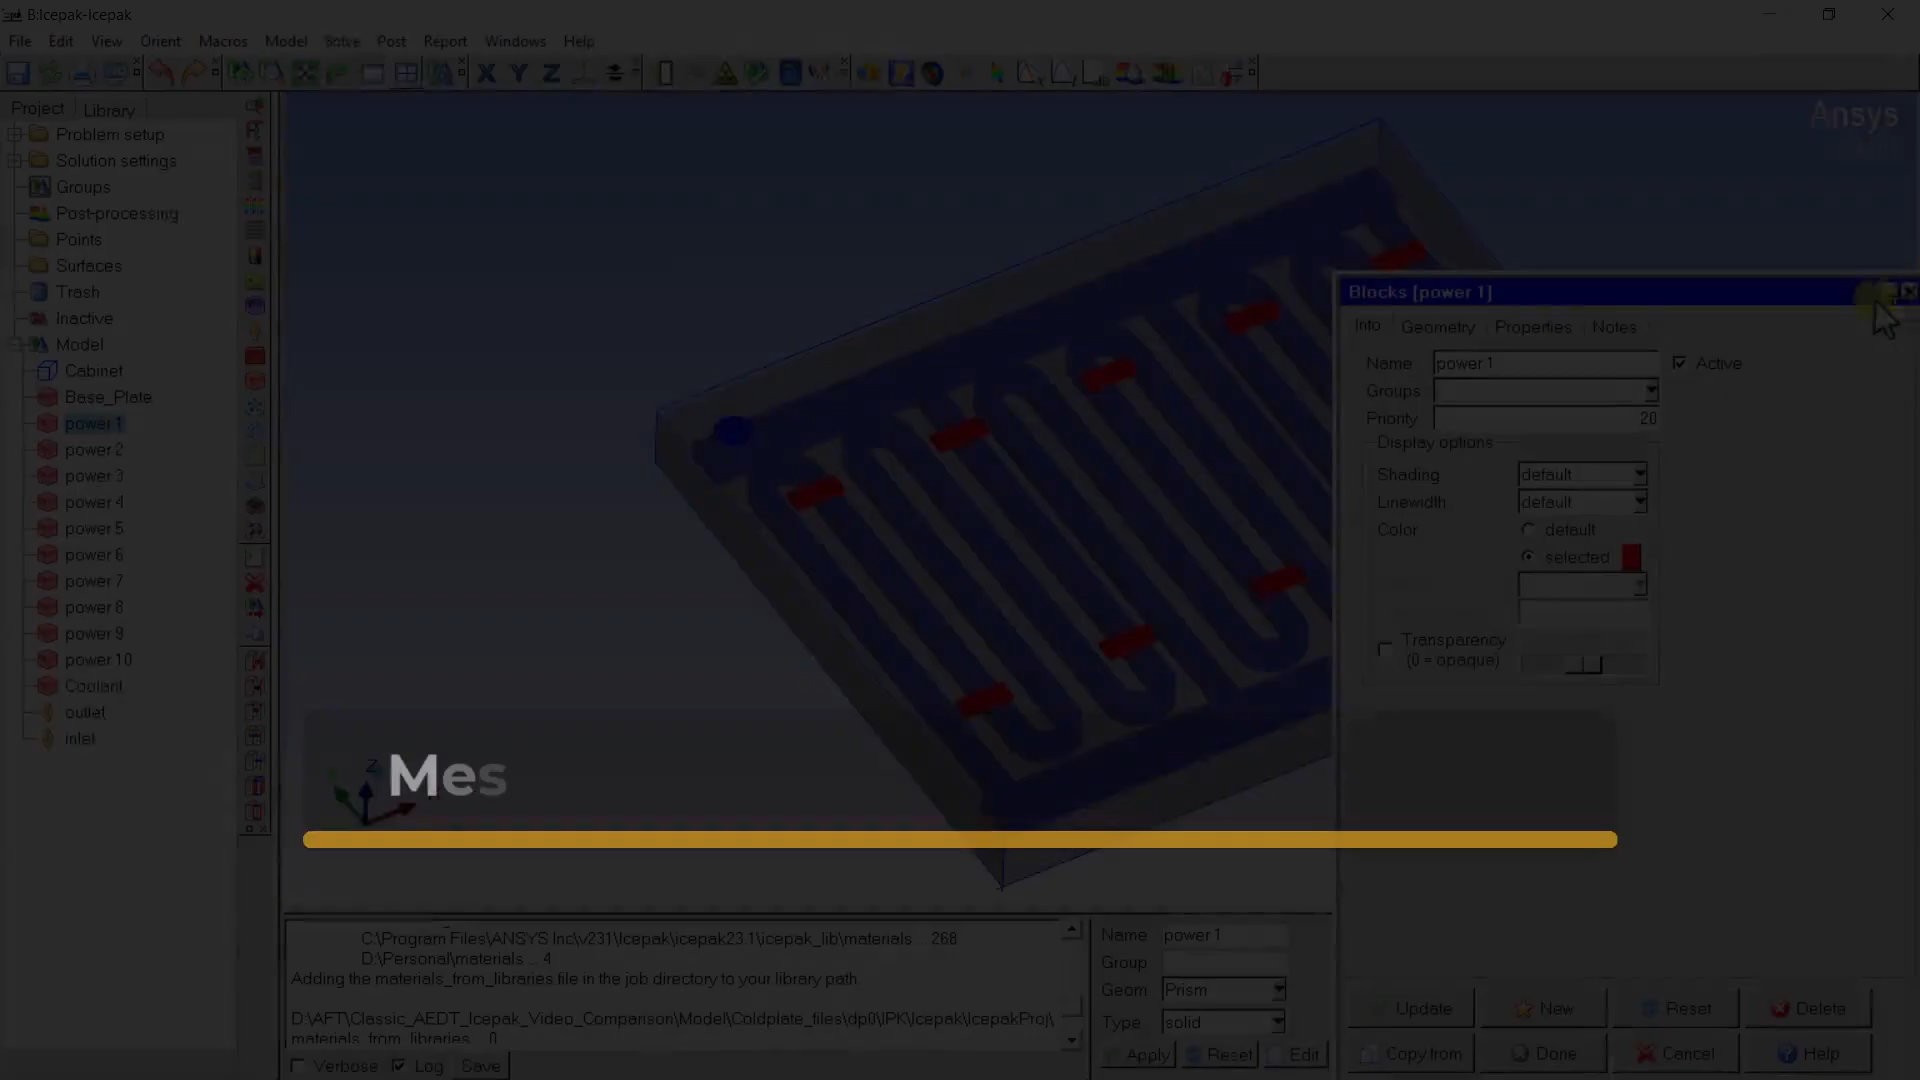 B:Icepak-Icepak
File Edit View Orient Macros Model Solve Post Report Windows Help
X Y Z
Project Library
Ansys
Problem setup
Solution settings
Groups
Post-processing
Points
Surfaces
Trash
Inactive
Model
Cabinet
Base_Plate
power 1
power 2
power 3
power 4
power 5
power 6
power 7
power 8
power 9
power 10
Coolant
outlet
inlet
Blocks [power 1]
Info Geometry Properties Notes
Name power 1 Active
Groups
Priority 20
Display options
Shading default
Linewidth default
Color default
selected
Transparency
(0 = opaque)
Z
Mes
C:\Program Files\ANSYS Inc\v231\Icepak\icepak23.1\icepak_lib\materials ... 268
D:\Personal\materials ... 4
Adding the materials_from_libraries file in the job directory to your library path.
D:\AFT\Classic_AEDT_Icepak_Video_Comparison\Model\Coldplate_files\dp0\IPK\Icepak\IcepakProj\
materials_from_libraries ... 0
Verbose Log Save
Name power 1
Group
Geom Prism
Type solid
Apply Reset Edit
Update New Reset Delete
Copy from Done Cancel Help